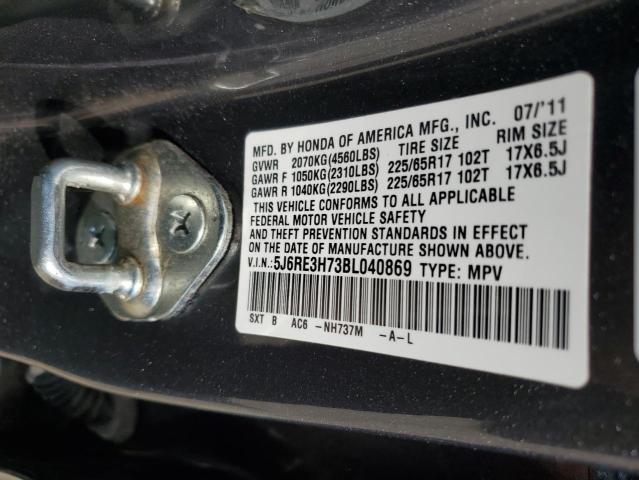 MFD. BY HONDA OF AMERICA MFG., INC. 07/'11
GVWR 2070KG(4560LBS) TIRE SIZE RIM SIZE
GAWR F 1050KG(2310LBS) 225/65R17 102T 17X6.5J
GAWR R 1040KG(2290LBS) 225/65R17 102T 17X6.5J
THIS VEHICLE CONFORMS TO ALL APPLICABLE
FEDERAL MOTOR VEHICLE SAFETY
AND THEFT PREVENTION STANDARDS IN EFFECT
ON THE DATE OF MANUFACTURE SHOWN ABOVE.
V.I.N.: 5J6RE3H73BL040869 TYPE: MPV
SXT B AC6 -NH737M -A-L